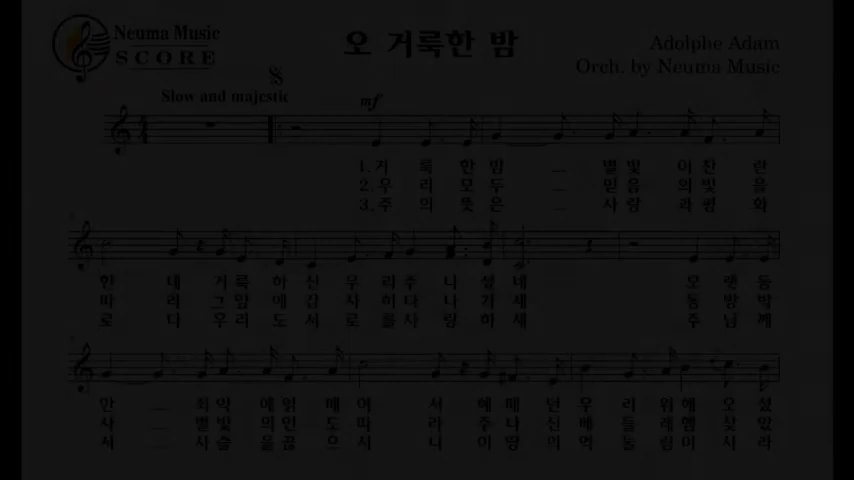 Neuma Music
SCORE
오 거룩한 밤
Adolphe Adam
Orch. by Neuma Music
Slow and majestic
mf
1. 거 룩 한 밤 별 빛 이 찬 란
2. 우 리 모 두 믿 음 의 빛 을
3. 주 의 뜻 은 사 랑 과 평 화
한 데 거 룩 하 신 우 리 주 나 셨 네 오 랫 동
따 라 그 앞 에 감 사 히 다 나 가 세 동 방 박
로 다 우 리 도 서 로 를 사 랑 하 세 주 님 께
안 죄 악 에 얽 매 여 서 헤 매 던 우 리 위 해 오 셨
사 별 빛 의 인 도 따 라 주 나 신 베 들 레 헴 찾 았
서 사 슬 을 끊 으 시 니 이 땅 의 억 눌 림 이 사 라